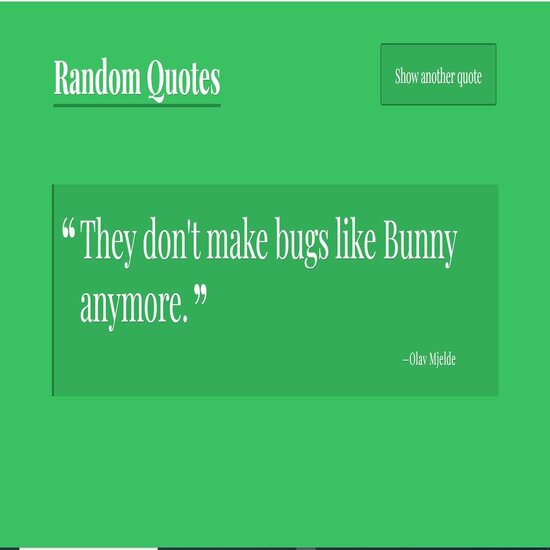 Random Quotes
Show another quote
“They don't make bugs like Bunny
anymore.”
–Olav Mjelde